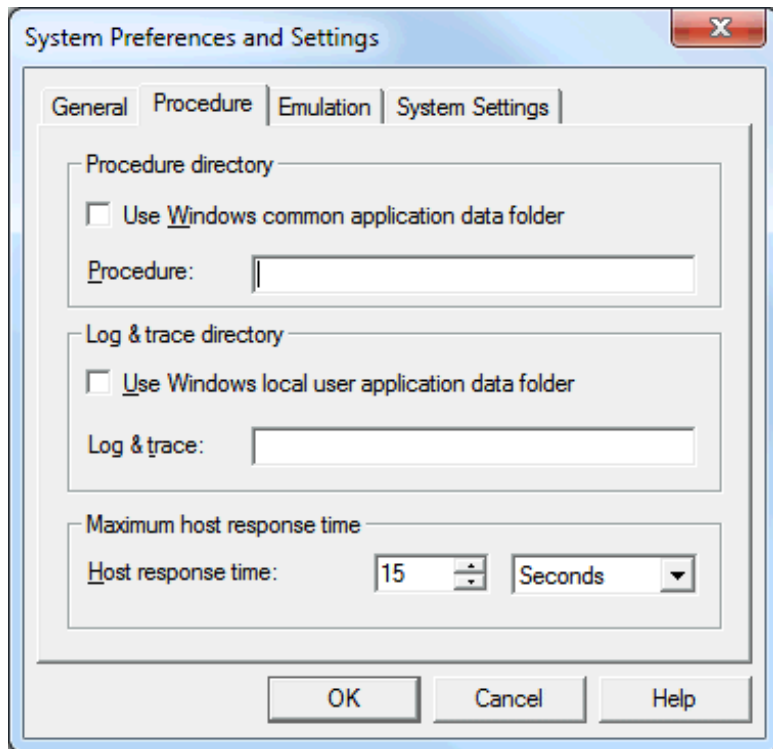 System Preferences and Settings
General Procedure Emulation System Settings
Procedure directory
Use Windows common application data folder
Procedure:
Log & trace directory
Use Windows local user application data folder
Log & trace:
Maximum host response time
Host response time: 15 Seconds
OK Cancel Help